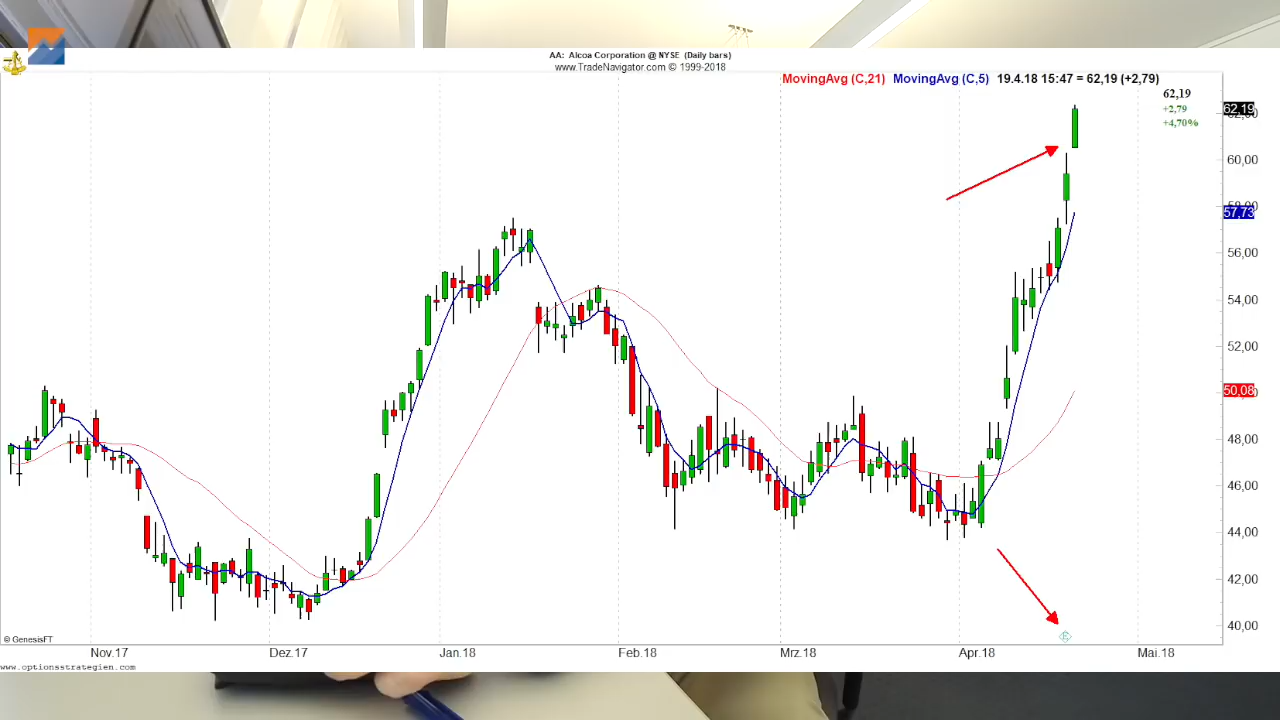 AA: Alcoa Corporation @ NYSE (Daily bars)
www.TradeNavigator.com © 1999-2018
MovingAvg (C,21) MovingAvg (C,5) 19.4.18 15:47 = 62,19 (+2,79)
62,19
+2,79
+4,70%
62,19
60,00
57,73
56,00
54,00
52,00
50,08
48,00
46,00
44,00
42,00
40,00
E
© GenesisFT
Nov.17 Dez.17 Jan.18 Feb.18 Mrz.18 Apr.18 Mai.18
www.optionsstrategien.com